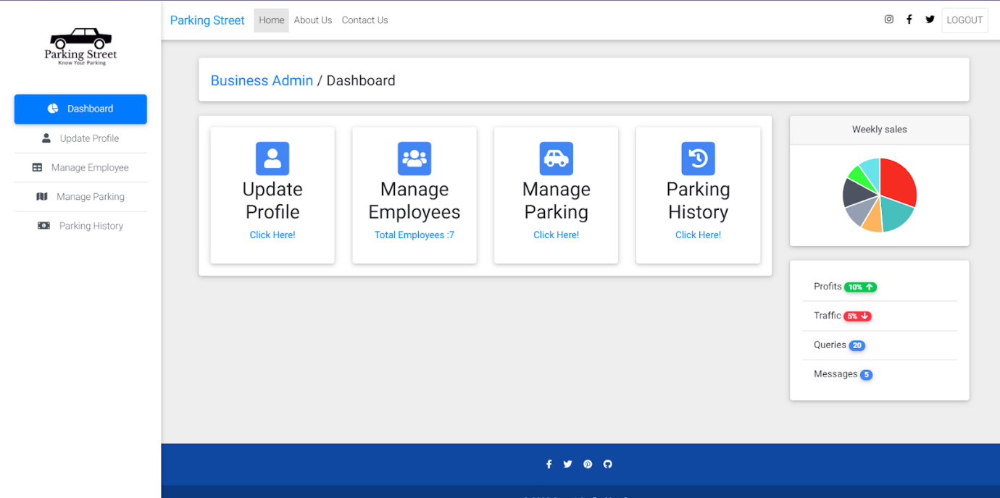 Parking Street
Know Your Parking
Dashboard
Update Profile
Manage Employee
Manage Parking
Parking History
Parking Street Home About Us Contact Us LOGOUT
Business Admin / Dashboard
Update
Profile
Click Here!
Manage
Employees
Total Employees :7
Manage
Parking
Click Here!
Parking
History
Click Here!
Weekly sales
Profits 10%
Traffic 5%
Queries 20
Messages 5